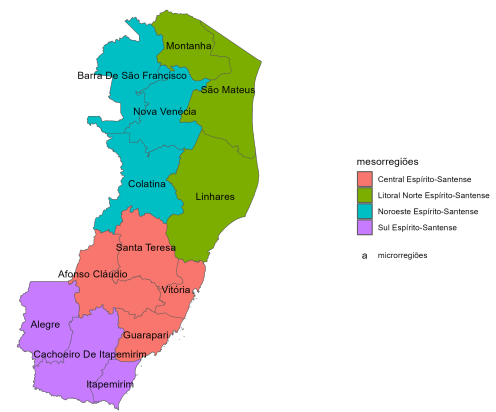 Montanha
Barra De São Francisco
São Mateus
Nova Venécia
Colatina
Linhares
Santa Teresa
Afonso Cláudio
Vitória
Alegre
Guarapari
Cachoeiro De Itapemirim
Itapemirim
mesorregiões
Central Espírito-Santense
Litoral Norte Espírito-Santense
Noroeste Espírito-Santense
Sul Espírito-Santense
a microrregiões